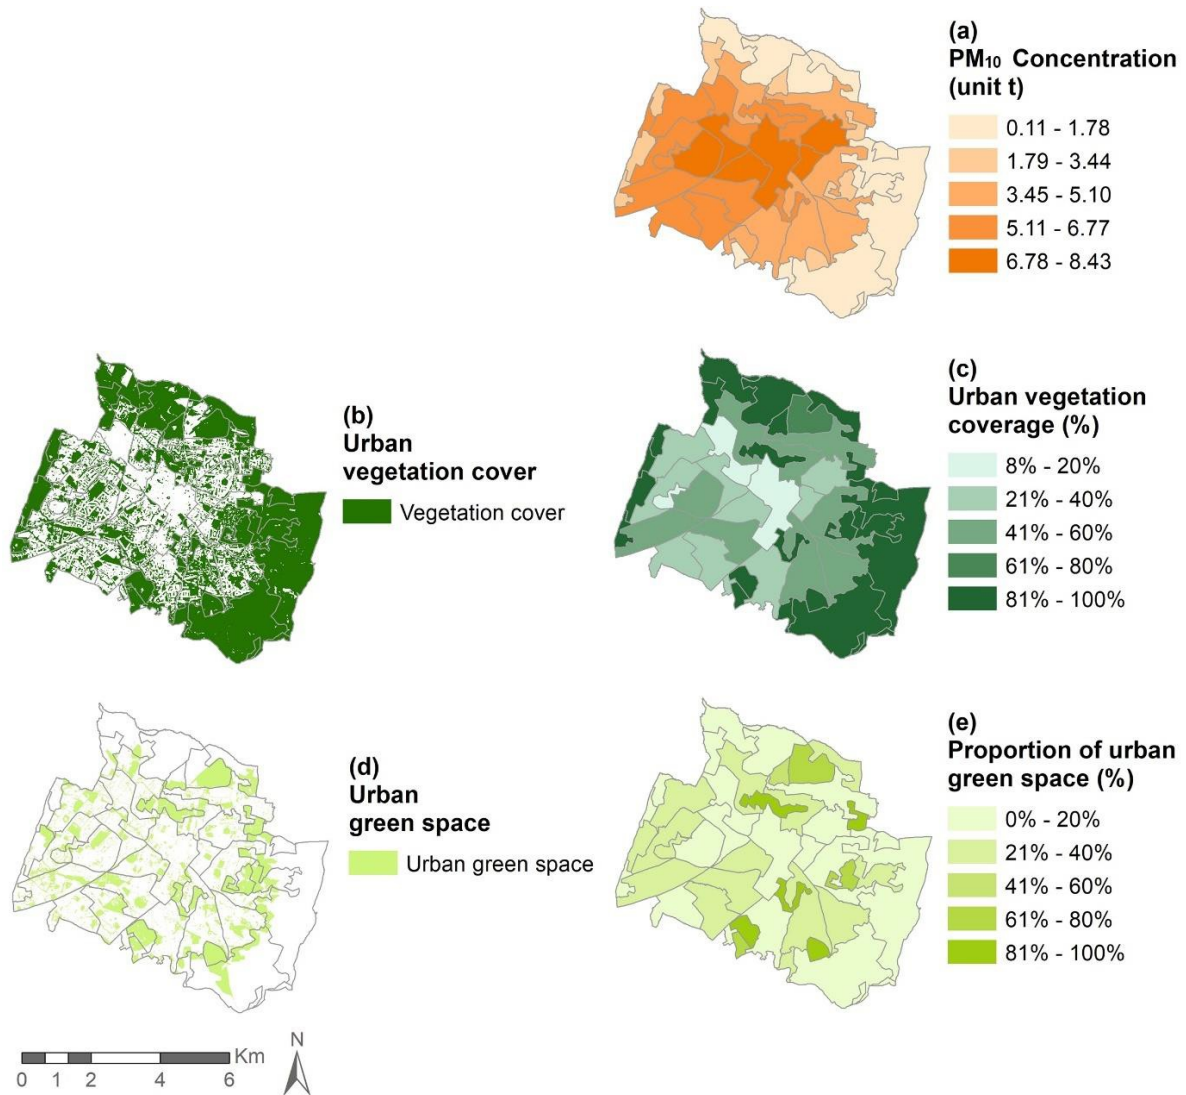 (a)
PM₁₀ Concentration
(unit t)
0.11 - 1.78
1.79 - 3.44
3.45 - 5.10
5.11 - 6.77
6.78 - 8.43
(b)
Urban
vegetation cover
Vegetation cover
(c)
Urban vegetation
coverage (%)
8% - 20%
21% - 40%
41% - 60%
61% - 80%
81% - 100%
(d)
Urban
green space
Urban green space
(e)
Proportion of urban
green space (%)
0% - 20%
21% - 40%
41% - 60%
61% - 80%
81% - 100%
N
Km
0 1 2 4 6